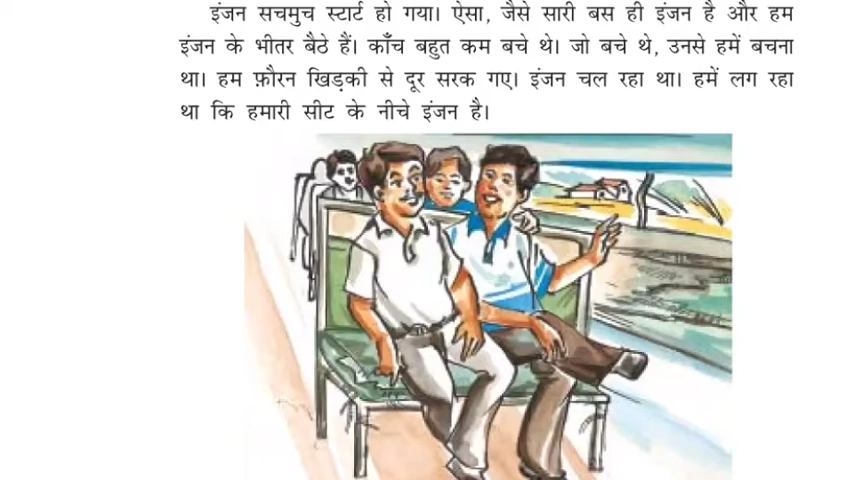 इंजन सचमुच स्टार्ट हो गया। ऐसा, जैसे सारी बस ही इंजन है और हम
इंजन के भीतर बैठे हैं। काँच बहुत कम बचे थे। जो बचे थे, उनसे हमें बचना
था। हम फ़ौरन खिड़की से दूर सरक गए। इंजन चल रहा था। हमें लग रहा
था कि हमारी सीट के नीचे इंजन है।